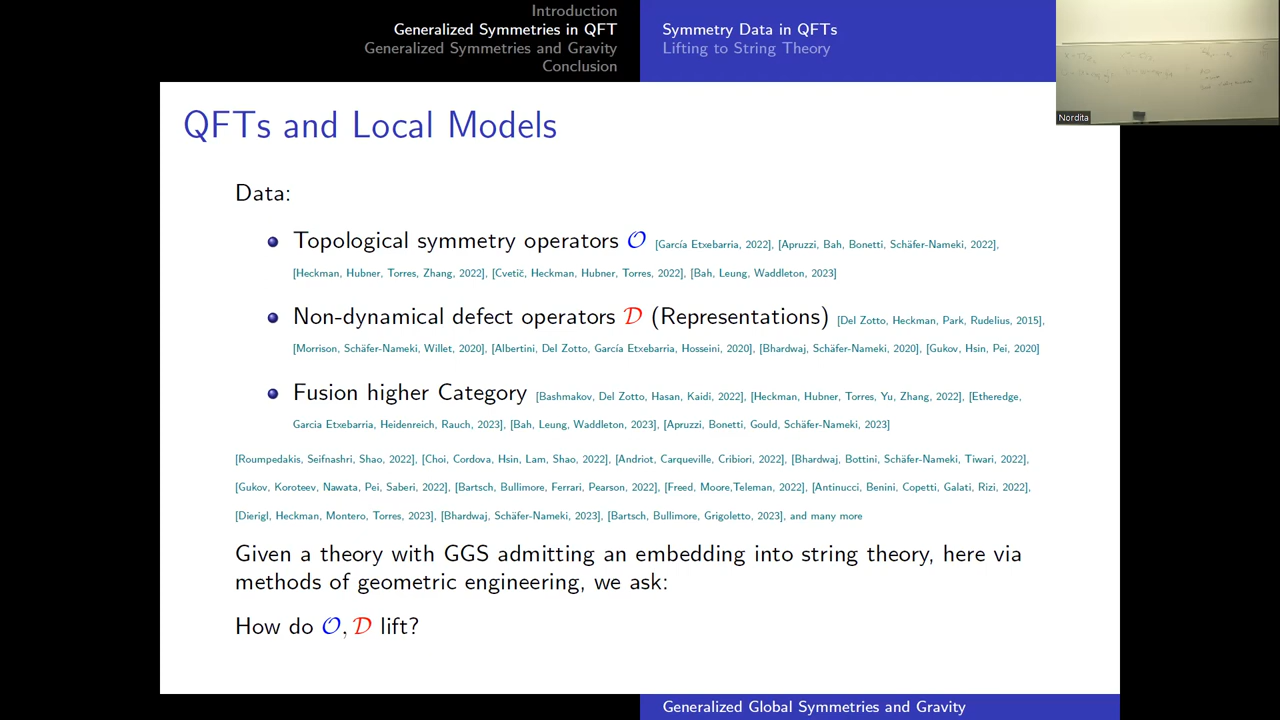 Introduction
Generalized Symmetries in QFT
Generalized Symmetries and Gravity
Conclusion
Symmetry Data in QFTs
Lifting to String Theory
Nordita
QFTs and Local Models
Data:
Topological symmetry operators 𝒪 [García Etxebarria, 2022], [Apruzzi, Bah, Bonetti, Schäfer-Nameki, 2022],
[Heckman, Hubner, Torres, Zhang, 2022], [Cvetič, Heckman, Hubner, Torres, 2022], [Bah, Leung, Waddleton, 2023]
Non-dynamical defect operators 𝒟 (Representations) [Del Zotto, Heckman, Park, Rudelius, 2015],
[Morrison, Schäfer-Nameki, Willet, 2020], [Albertini, Del Zotto, García Etxebarria, Hosseini, 2020], [Bhardwaj, Schäfer-Nameki, 2020], [Gukov, Hsin, Pei, 2020]
Fusion higher Category [Bashmakov, Del Zotto, Hasan, Kaidi, 2022], [Heckman, Hubner, Torres, Yu, Zhang, 2022], [Etheredge,
Garcia Etxebarria, Heidenreich, Rauch, 2023], [Bah, Leung, Waddleton, 2023], [Apruzzi, Bonetti, Gould, Schäfer-Nameki, 2023]
[Roumpedakis, Seifnashri, Shao, 2022], [Choi, Cordova, Hsin, Lam, Shao, 2022], [Andriot, Carqueville, Cribiori, 2022], [Bhardwaj, Bottini, Schäfer-Nameki, Tiwari, 2022],
[Gukov, Koroteev, Nawata, Pei, Saberi, 2022], [Bartsch, Bullimore, Ferrari, Pearson, 2022], [Freed, Moore,Teleman, 2022], [Antinucci, Benini, Copetti, Galati, Rizi, 2022],
[Dierigl, Heckman, Montero, Torres, 2023], [Bhardwaj, Schäfer-Nameki, 2023], [Bartsch, Bullimore, Grigoletto, 2023], and many more
Given a theory with GGS admitting an embedding into string theory, here via
methods of geometric engineering, we ask:
How do 𝒪, 𝒟 lift?
Generalized Global Symmetries and Gravity